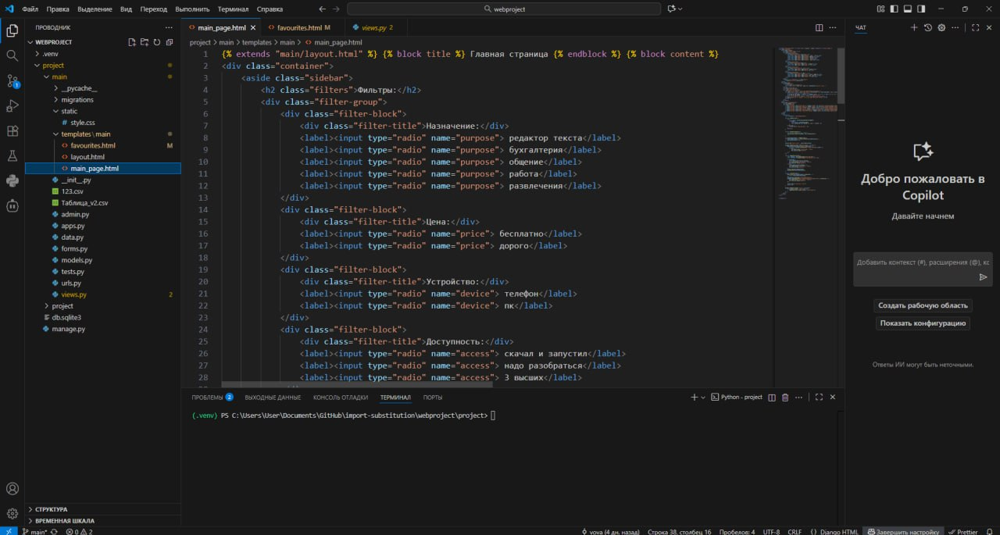 Файл Правка Выделение Вид Переход Выполнить Терминал Справка
webproject
ПРОВОДНИК
WEBPROJECT
.venv
project
main
__pycache__
migrations
static
# style.css
templates\main
favourites.html M
layout.html
main_page.html
__init__.py
123.csv
Таблица_v2.csv
admin.py
apps.py
data.py
forms.py
models.py
tests.py
urls.py
views.py 2
project
db.sqlite3
manage.py
СТРУКТУРА
ВРЕМЕННАЯ ШКАЛА
main_page.html
favourites.html M
views.py 2
project > main > templates > main > main_page.html
1 {% extends "main/layout.html" %} {% block title %} Главная страница {% endblock %} {% block content %}
2 <div class="container">
3 <aside class="sidebar">
4 <h2 class="filters">Фильтры:</h2>
5 <div class="filter-group">
6 <div class="filter-block">
7 <div class="filter-title">Назначение:</div>
8 <label><input type="radio" name="purpose"> редактор текста</label>
9 <label><input type="radio" name="purpose"> бухгалтерия</label>
10 <label><input type="radio" name="purpose"> общение</label>
11 <label><input type="radio" name="purpose"> работа</label>
12 <label><input type="radio" name="purpose"> развлечения</label>
13 </div>
14 <div class="filter-block">
15 <div class="filter-title">Цена:</div>
16 <label><input type="radio" name="price"> бесплатно</label>
17 <label><input type="radio" name="price"> дорого</label>
18 </div>
19 <div class="filter-block">
20 <div class="filter-title">Устройство:</div>
21 <label><input type="radio" name="device"> телефон</label>
22 <label><input type="radio" name="device"> пк</label>
23 </div>
24 <div class="filter-block">
25 <div class="filter-title">Доступность:</div>
26 <label><input type="radio" name="access"> скачал и запустил</label>
27 <label><input type="radio" name="access"> надо разобраться</label>
28 <label><input type="radio" name="access"> 3 высших</label>
ПРОБЛЕМЫ 2 ВЫХОДНЫЕ ДАННЫЕ КОНСОЛЬ ОТЛАДКИ ТЕРМИНАЛ ПОРТЫ
Python - project
(.venv) PS C:\Users\User\Documents\GitHub\import-substitution\webproject\project>
ЧАТ
Добро пожаловать в
Copilot
Давайте начнем
Добавить контекст (#), расширения (@), кс
Создать рабочую область
Показать конфигурацию
Ответы ИИ могут быть неточными.
main* 0 2
vova (4 дн. назад) Строка 38, столбец 16 Пробелов: 4 UTF-8 CRLF {} Django HTML Завершить настройку Prettier